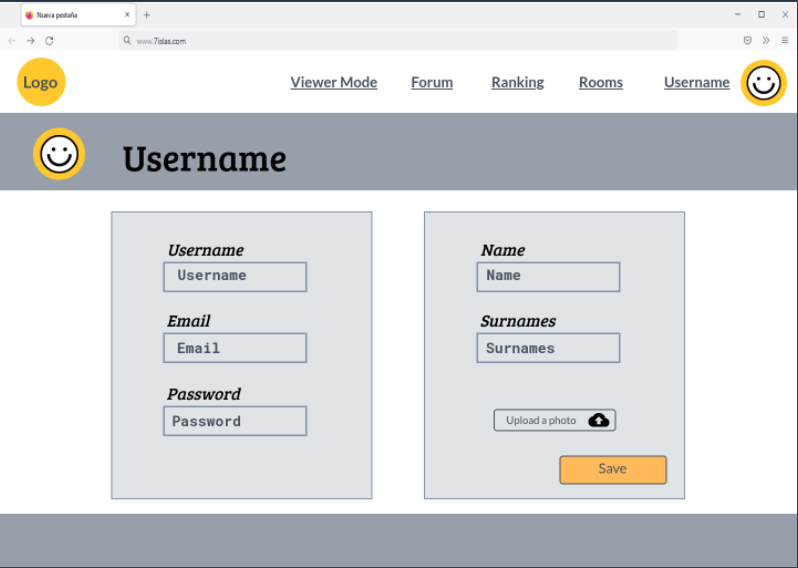 Nueva pestaña
www.7islas.com
Logo
Viewer Mode Forum Ranking Rooms Username
Username
Username
Username
Email
Email
Password
Password
Name
Name
Surnames
Surnames
Upload a photo
Save